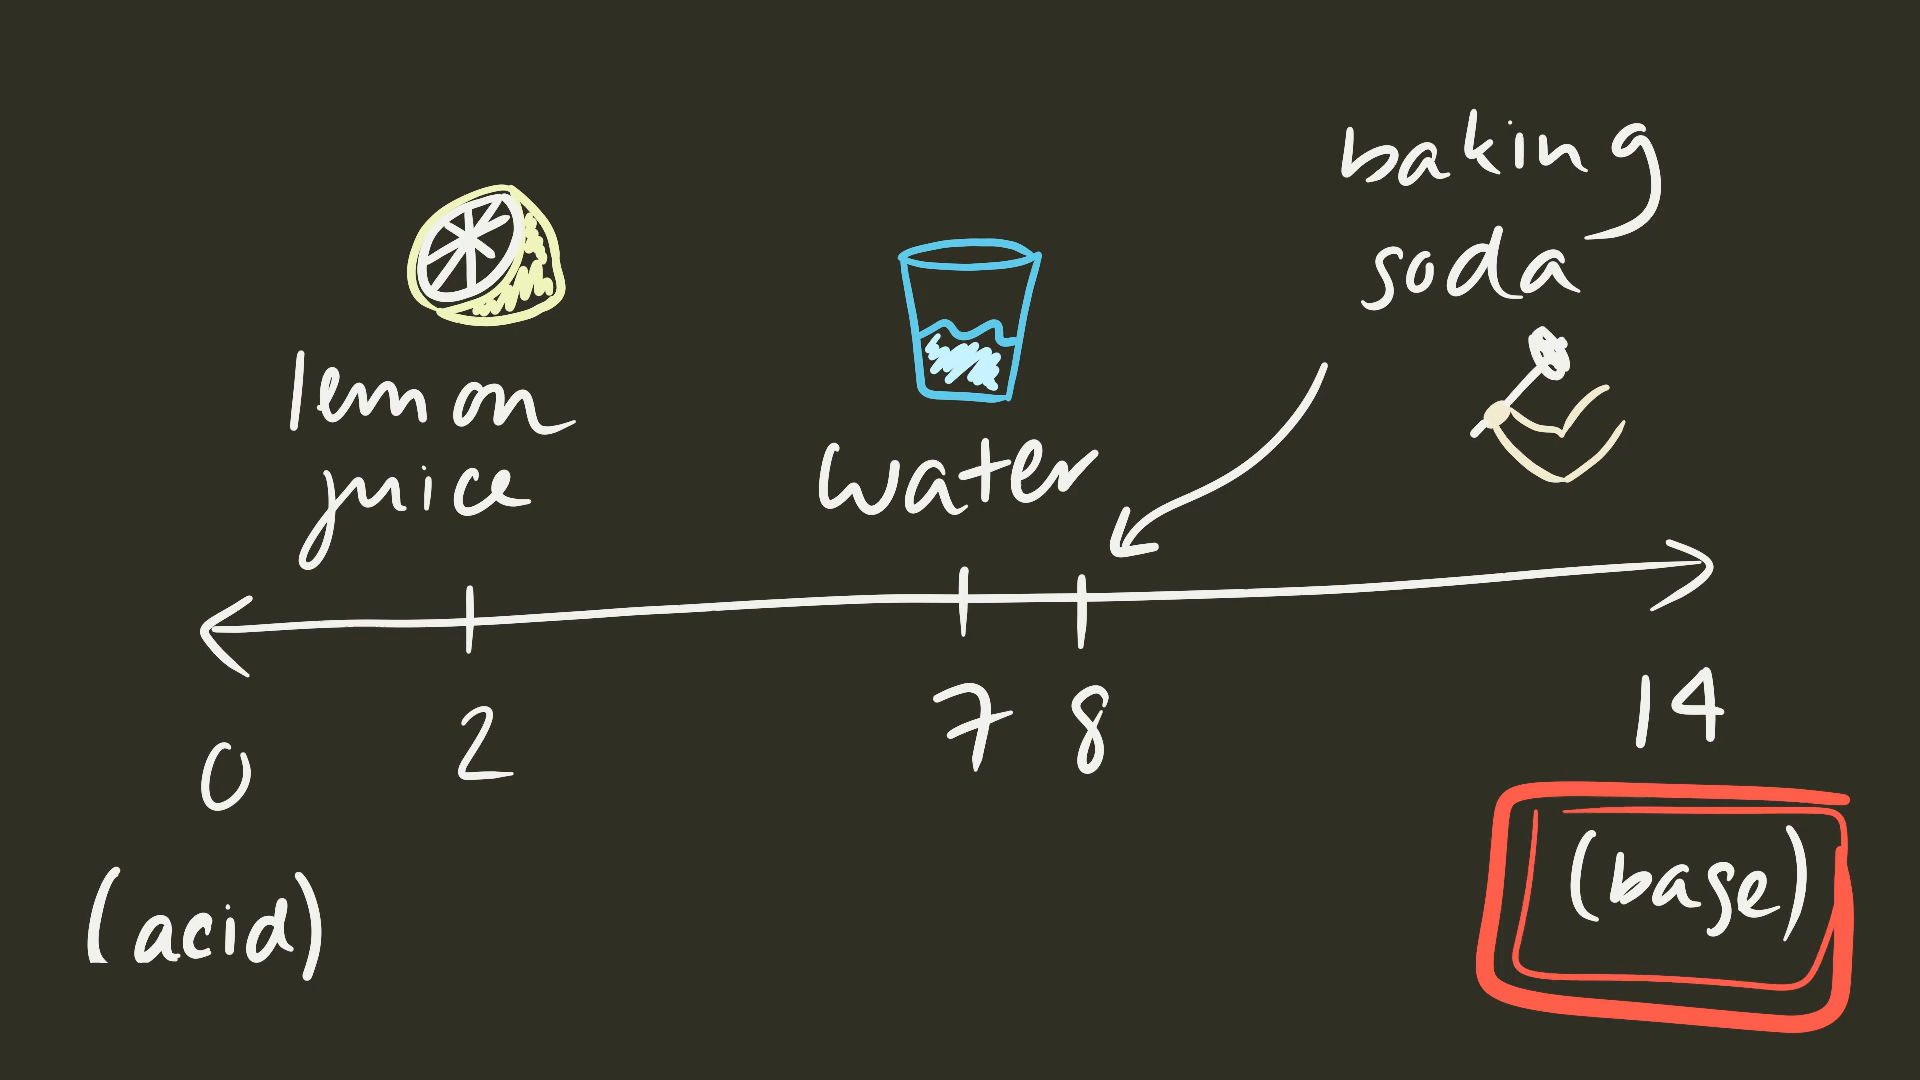 baking
soda
lemon
juice
water
0 2 7 8 14
(acid) (base)